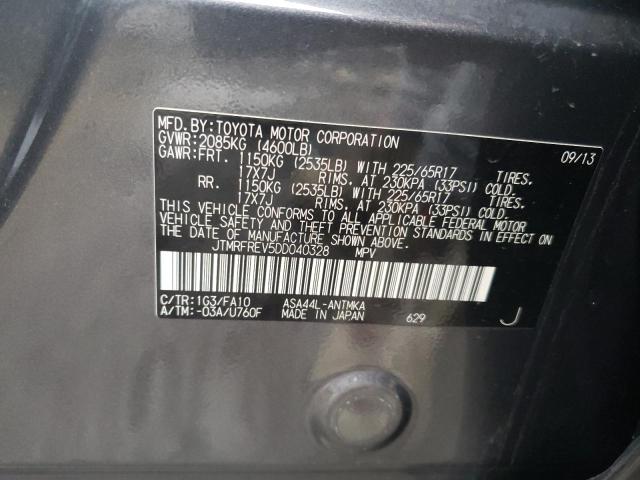 MFD.BY:TOYOTA MOTOR CORPORATION 09/13
GVWR:2085KG (4600LB)
GAWR:FRT. 1150KG (2535LB) WITH 225/65R17 TIRES.
17X7J RIMS. AT 230KPA (33PSI) COLD.
RR. 1150KG (2535LB) WITH 225/65R17 TIRES.
17X7J RIMS. AT 230KPA (33PSI) COLD.
THIS VEHICLE CONFORMS TO ALL APPLICABLE FEDERAL MOTOR
VEHICLE SAFETY AND THEFT PREVENTION STANDARDS IN EFFECT ON
THE DATE OF MANUFACTURE SHOWN ABOVE.
JTMRFREV5DD040328 MPV
C/TR:1G3/FA10 ASA44L-ANTMKA
A/TM:-03A/U760F MADE IN JAPAN 629 J